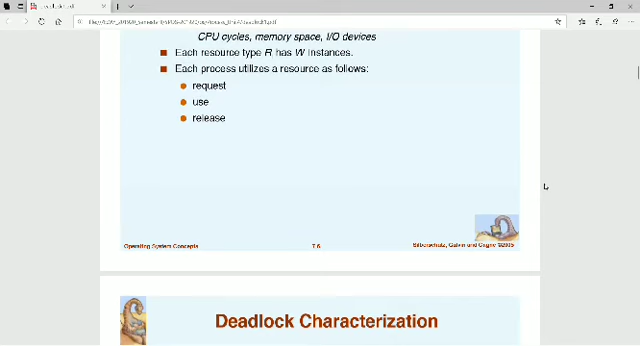 CPU cycles, memory space, I/O devices
Each resource type R has W instances.
Each process utilizes a resource as follows:
request
use
release
Operating System Concepts
7.6
Silberschatz, Galvin and Gagne ©2005
Deadlock Characterization